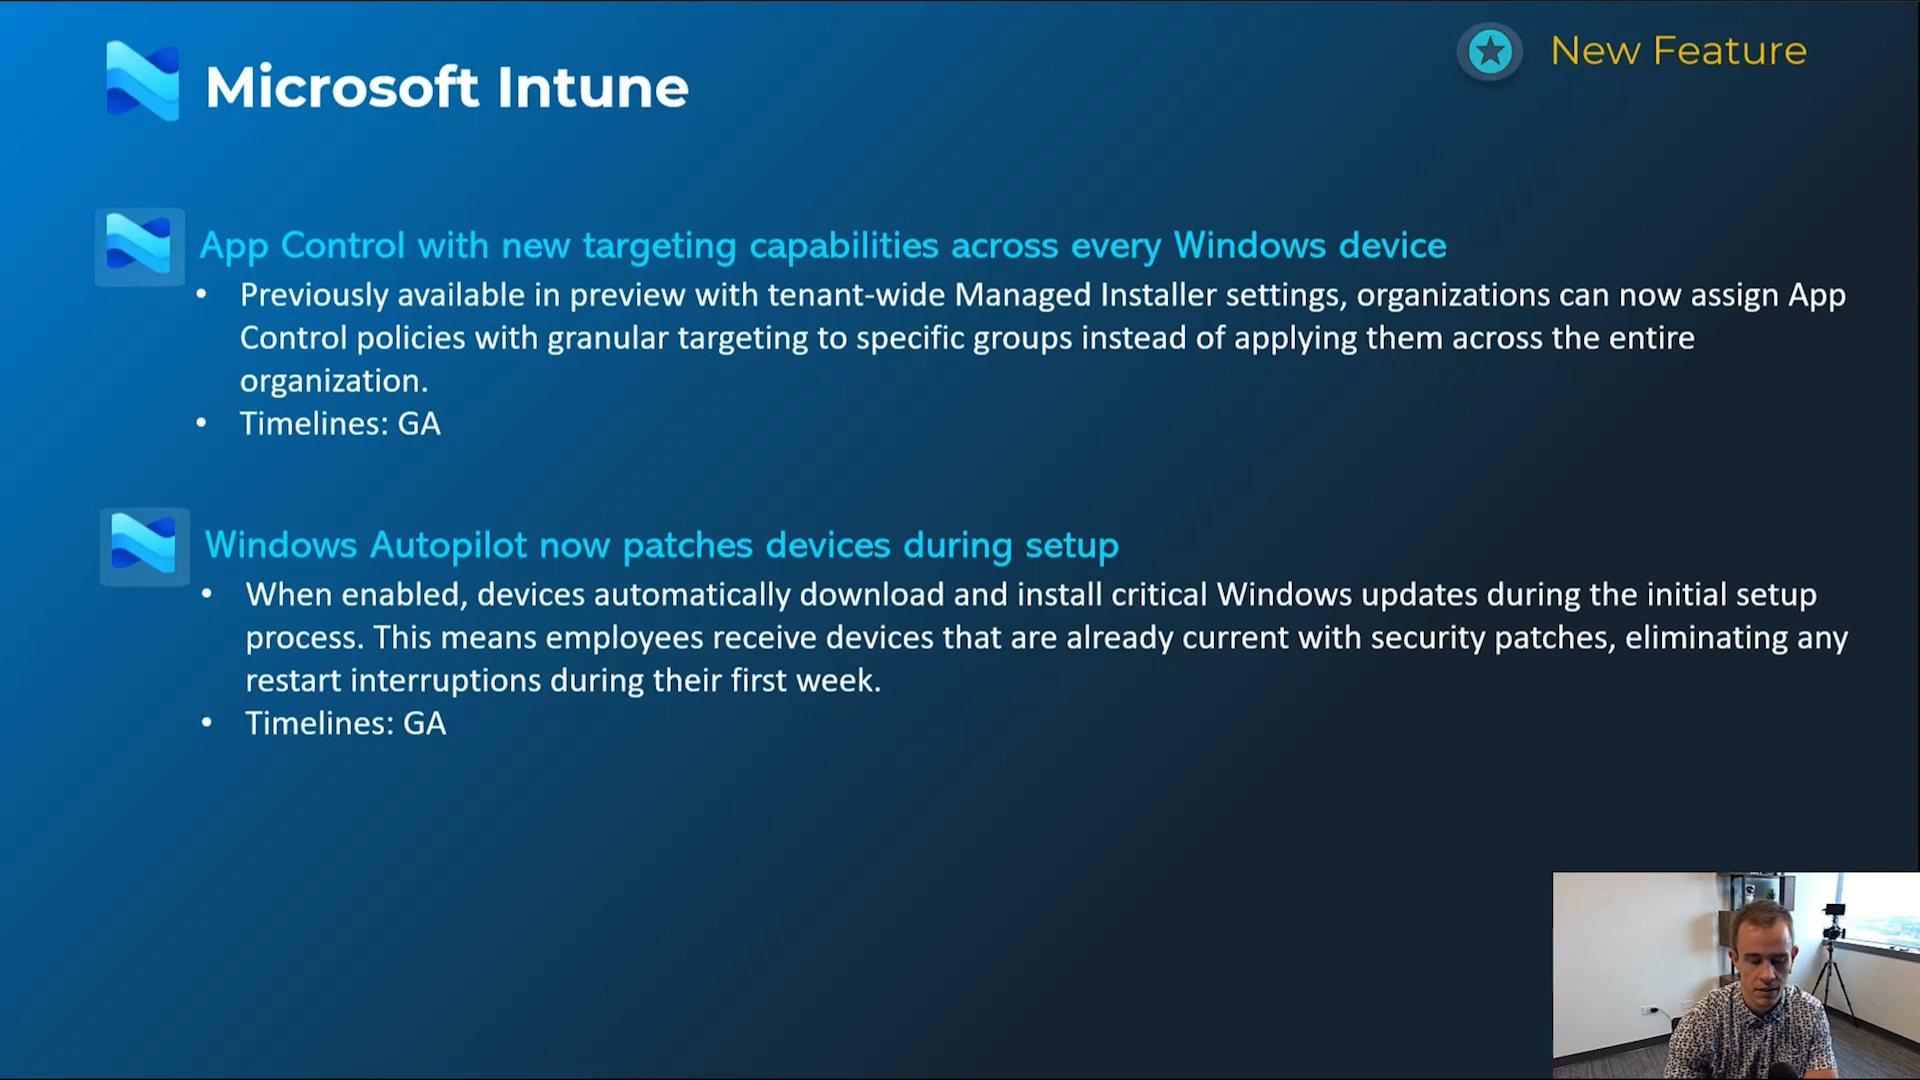 Microsoft Intune
New Feature
App Control with new targeting capabilities across every Windows device
• Previously available in preview with tenant-wide Managed Installer settings, organizations can now assign App
Control policies with granular targeting to specific groups instead of applying them across the entire
organization.
• Timelines: GA
Windows Autopilot now patches devices during setup
• When enabled, devices automatically download and install critical Windows updates during the initial setup
process. This means employees receive devices that are already current with security patches, eliminating any
restart interruptions during their first week.
• Timelines: GA